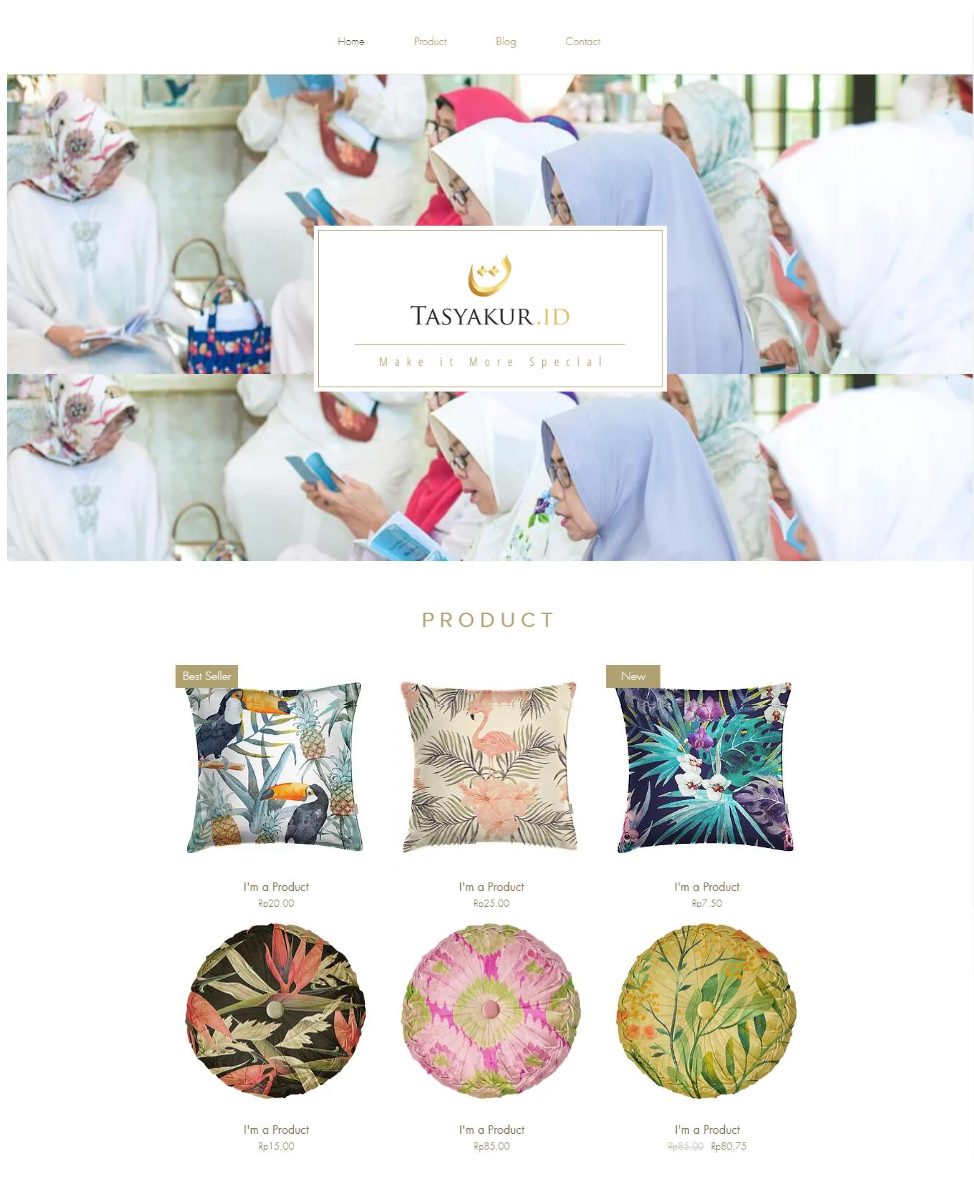 Home Product Blog Contact
TASYAKUR.ID
Make it More Special
PRODUCT
Best Seller
New
I'm a Product I'm a Product I'm a Product
Rp20.00 Rp25.00 Rp7.50
I'm a Product I'm a Product I'm a Product
Rp15,00 Rp85,00 Rp85,00 Rp80,75